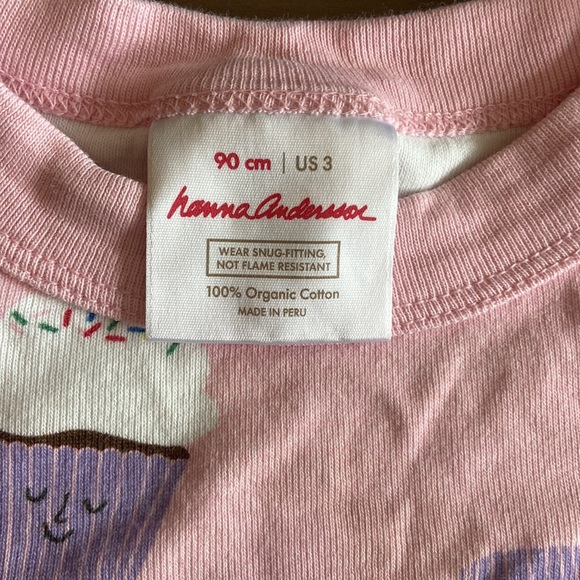 90 cm | US 3
hanna Andersson
WEAR SNUG-FITTING,
NOT FLAME RESISTANT
100% Organic Cotton
MADE IN PERU